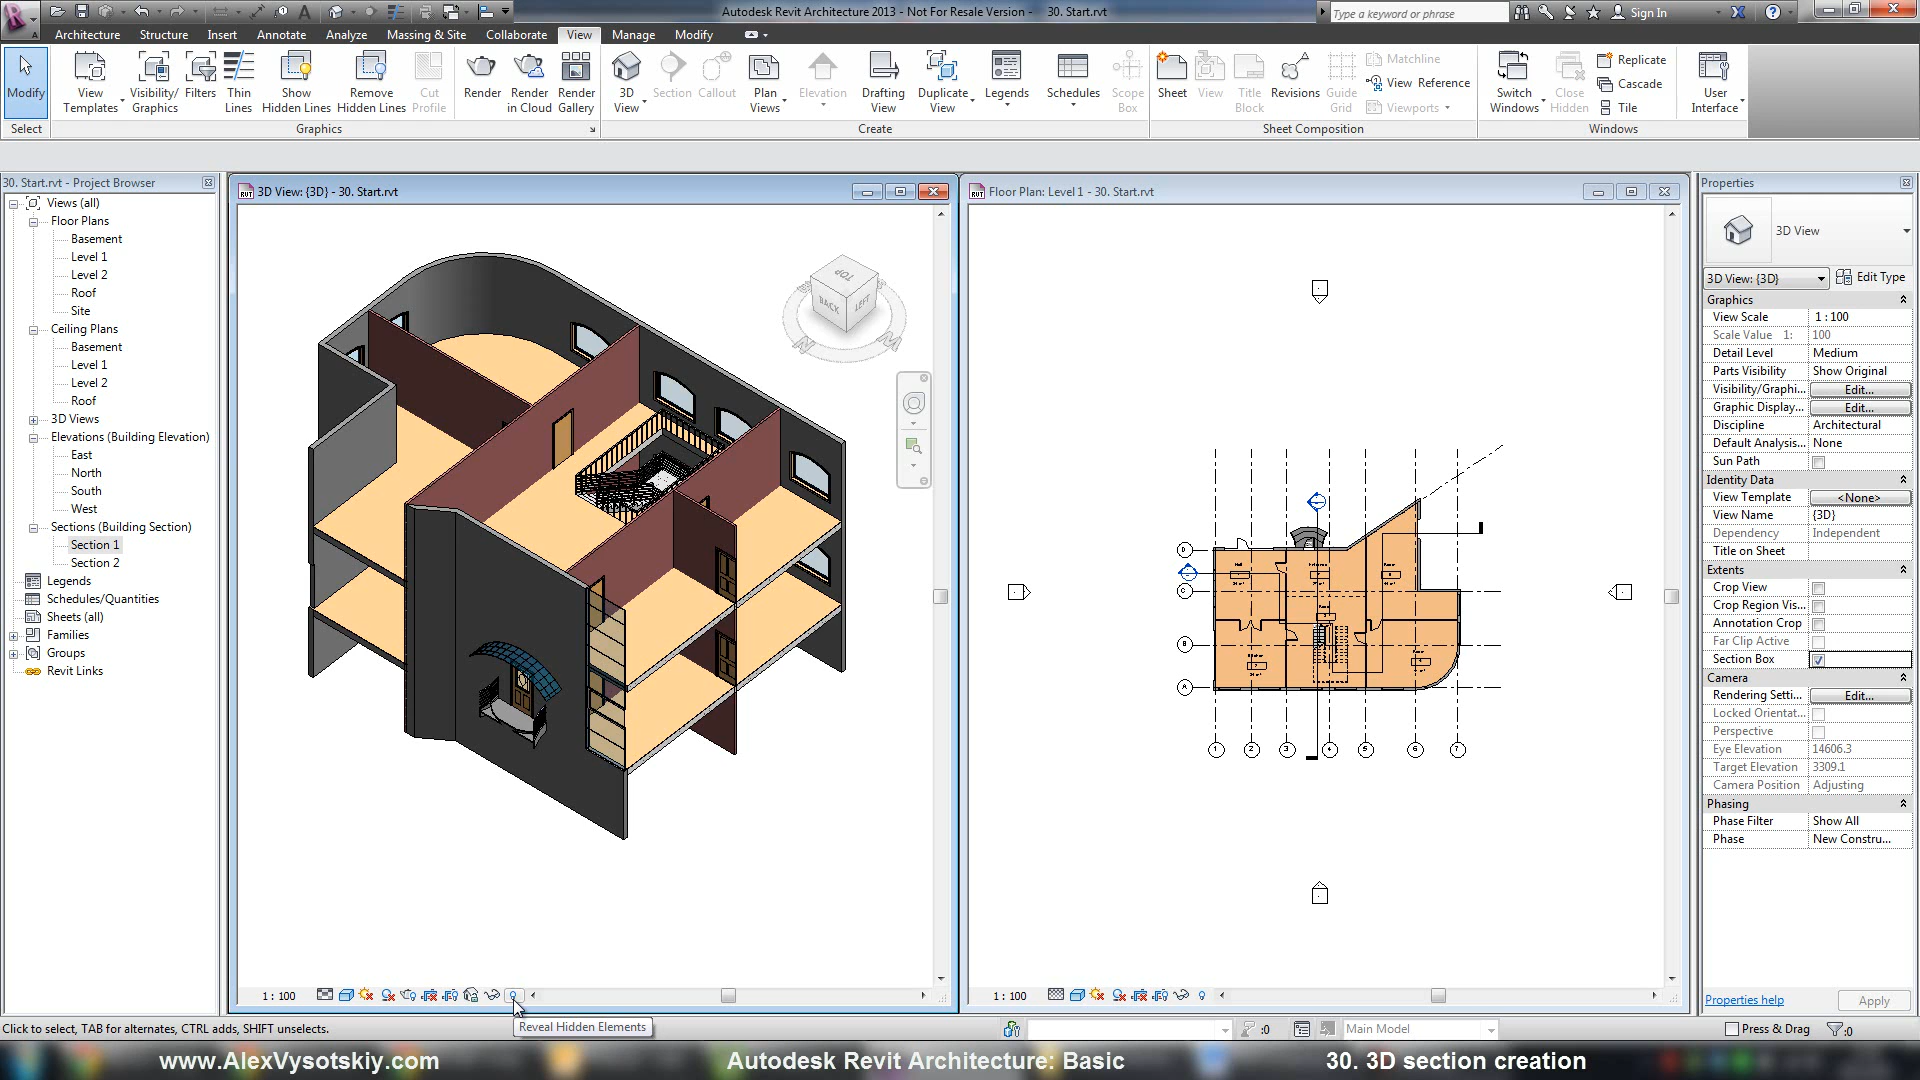 Autodesk Revit Architecture 2013 - Not For Resale Version - 30. Start.rvt
Type a keyword or phrase
Sign In
Architecture Structure Insert Annotate Analyze Massing & Site Collaborate View Manage Modify
Modify
View Templates
Visibility/ Graphics
Filters
Thin Lines
Show Hidden Lines
Remove Hidden Lines
Cut Profile
Render
Render in Cloud
Render Gallery
3D View
Section
Callout
Plan Views
Elevation
Drafting View
Duplicate View
Legends
Schedules
Scope Box
Sheet
View
Title Block
Revisions
Guide Grid
Matchline
View Reference
Viewports
Switch Windows
Close Hidden
Replicate
Cascade
Tile
User Interface
Select
Graphics
Create
Sheet Composition
Windows
30. Start.rvt - Project Browser
Views (all)
Floor Plans
Basement
Level 1
Level 2
Roof
Site
Ceiling Plans
Basement
Level 1
Level 2
Roof
3D Views
Elevations (Building Elevation)
East
North
South
West
Sections (Building Section)
Section 1
Section 2
Legends
Schedules/Quantities
Sheets (all)
Families
Groups
Revit Links
3D View: {3D} - 30. Start.rvt
TOP
BACK
LEFT
N
1 : 100
Reveal Hidden Elements
Floor Plan: Level 1 - 30. Start.rvt
D
C
B
A
1 2 3 4 5 6 7
1 : 100
Properties
3D View
3D View: {3D}
Edit Type
Graphics
View Scale 1 : 100
Scale Value 1: 100
Detail Level Medium
Parts Visibility Show Original
Visibility/Graphi... Edit...
Graphic Display... Edit...
Discipline Architectural
Default Analysis... None
Sun Path
Identity Data
View Template <None>
View Name {3D}
Dependency Independent
Title on Sheet
Extents
Crop View
Crop Region Vis...
Annotation Crop
Far Clip Active
Section Box
Camera
Rendering Setti... Edit...
Locked Orientat...
Perspective
Eye Elevation 14606.3
Target Elevation 3309.1
Camera Position Adjusting
Phasing
Phase Filter Show All
Phase New Constru...
Properties help
Apply
Click to select, TAB for alternates, CTRL adds, SHIFT unselects.
:0
Main Model
Press & Drag
:0
www.AlexVysotskiy.com
Autodesk Revit Architecture: Basic
30. 3D section creation